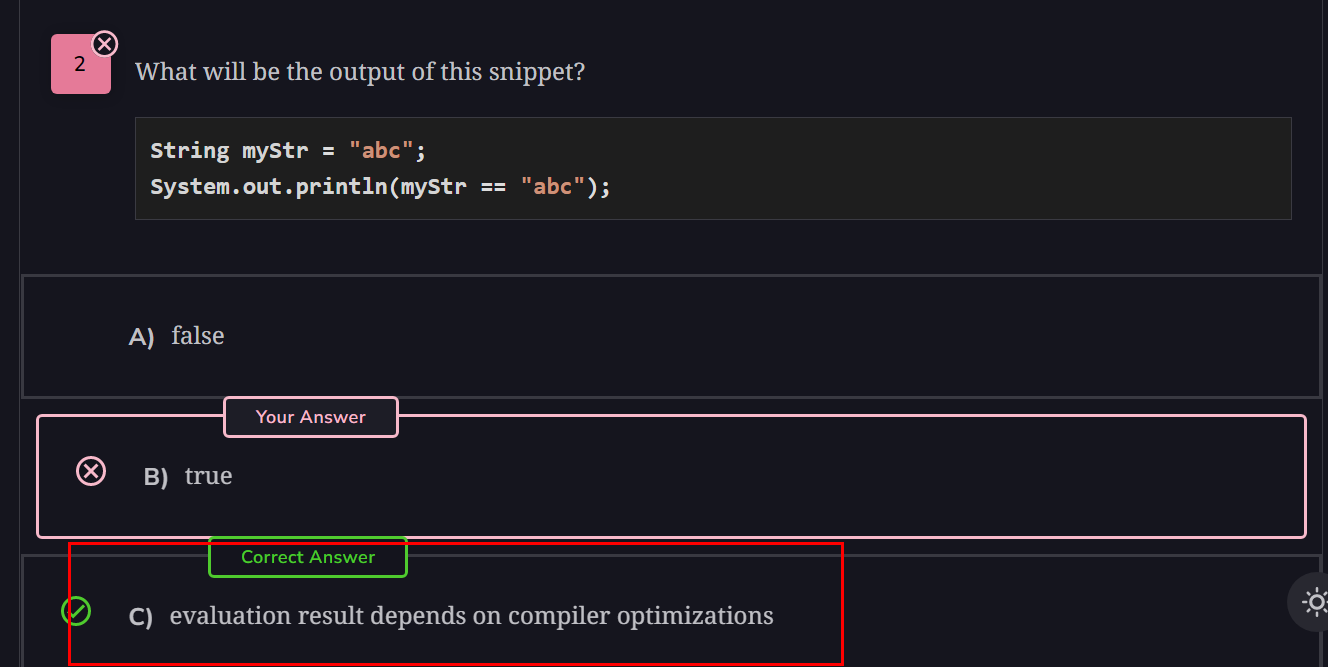 2
What will be the output of this snippet?
String myStr = "abc";
System.out.println(myStr == "abc");
A) false
Your Answer
B) true
Correct Answer
C) evaluation result depends on compiler optimizations